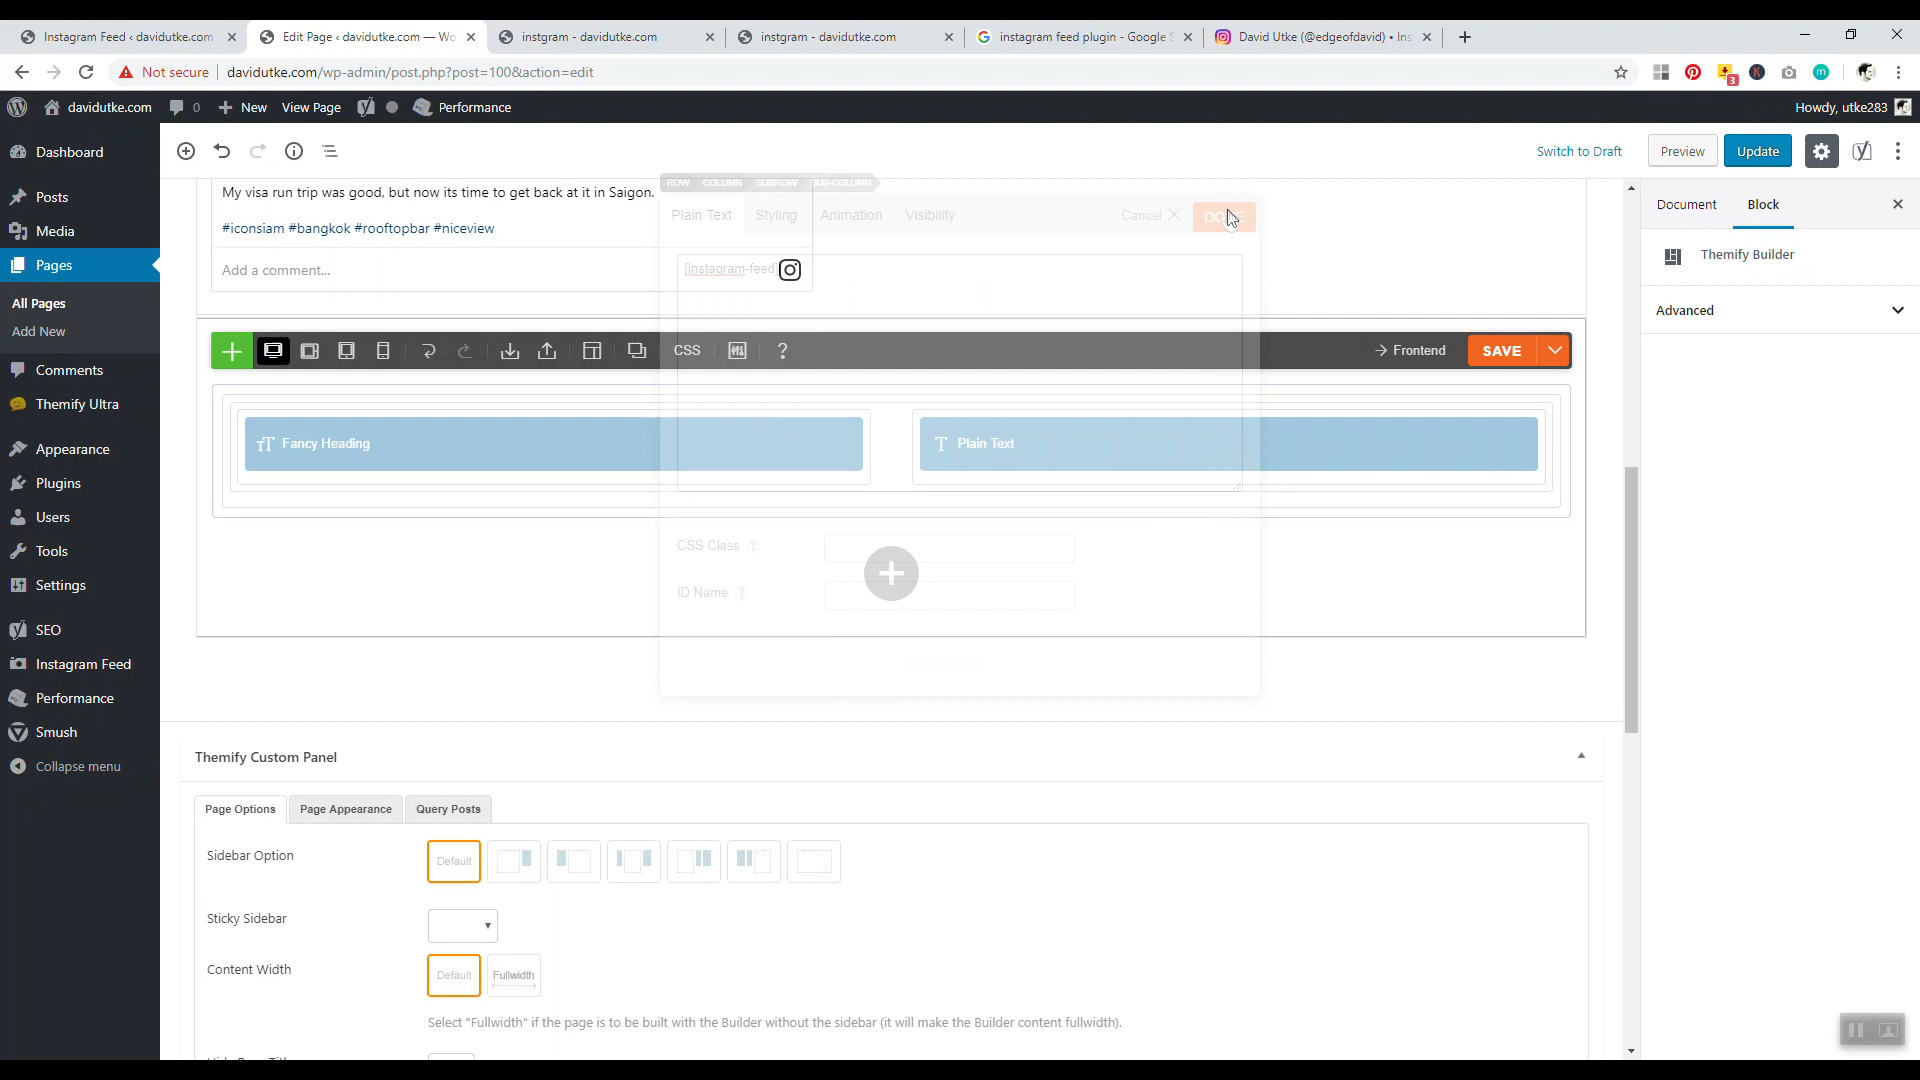 Instagram Feed ‹ davidutke.com
Edit Page ‹ davidutke.com — Wo
instgram - davidutke.com
instgram - davidutke.com
instagram feed plugin - Google S
David Utke (@edgeofdavid) • Ins
Not secure
davidutke.com/wp-admin/post.php?post=100&action=edit
3
davidutke.com
0
New
View Page
Performance
Howdy, utke283
Dashboard
Posts
Media
Pages
All Pages
Add New
Comments
Themify Ultra
Appearance
Plugins
Users
Tools
Settings
SEO
Instagram Feed
Performance
Smush
Collapse menu
Switch to Draft
Preview
Update
My visa run trip was good, but now its time to get back at it in Saigon.
#iconsiam #bangkok #rooftopbar #niceview
Add a comment...
ROW
COLUMN
SUBROW
SUB-COLUMN
Plain Text
Styling
Animation
Visibility
Cancel
[instagram-feed]
CSS
?
Frontend
SAVE
Fancy Heading
Plain Text
CSS Class ?
ID Name ?
Document
Block
Themify Builder
Advanced
Themify Custom Panel
Page Options
Page Appearance
Query Posts
Sidebar Option
Default
Sticky Sidebar
Content Width
Default
Fullwidth
Select "Fullwidth" if the page is to be built with the Builder without the sidebar (it will make the Builder content fullwidth).